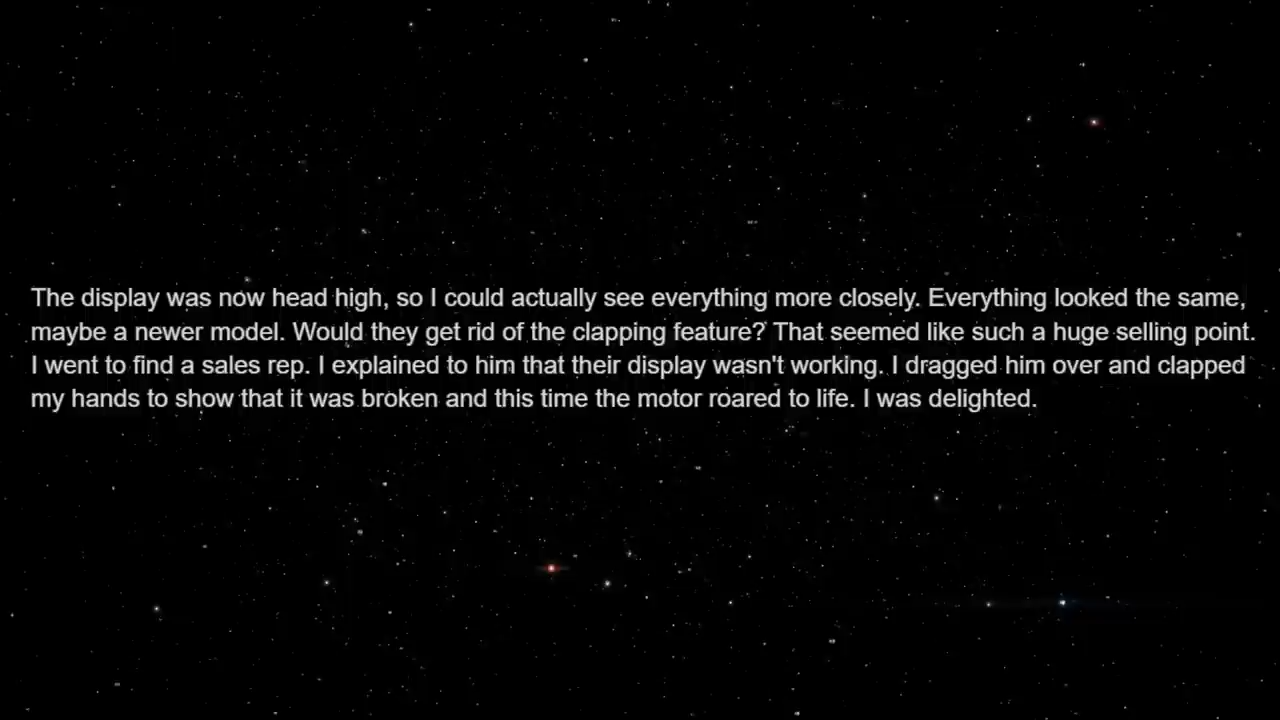 The display was now head high, so I could actually see everything more closely. Everything looked the same,
maybe a newer model. Would they get rid of the clapping feature? That seemed like such a huge selling point.
I went to find a sales rep. I explained to him that their display wasn't working. I dragged him over and clapped
my hands to show that it was broken and this time the motor roared to life. I was delighted.